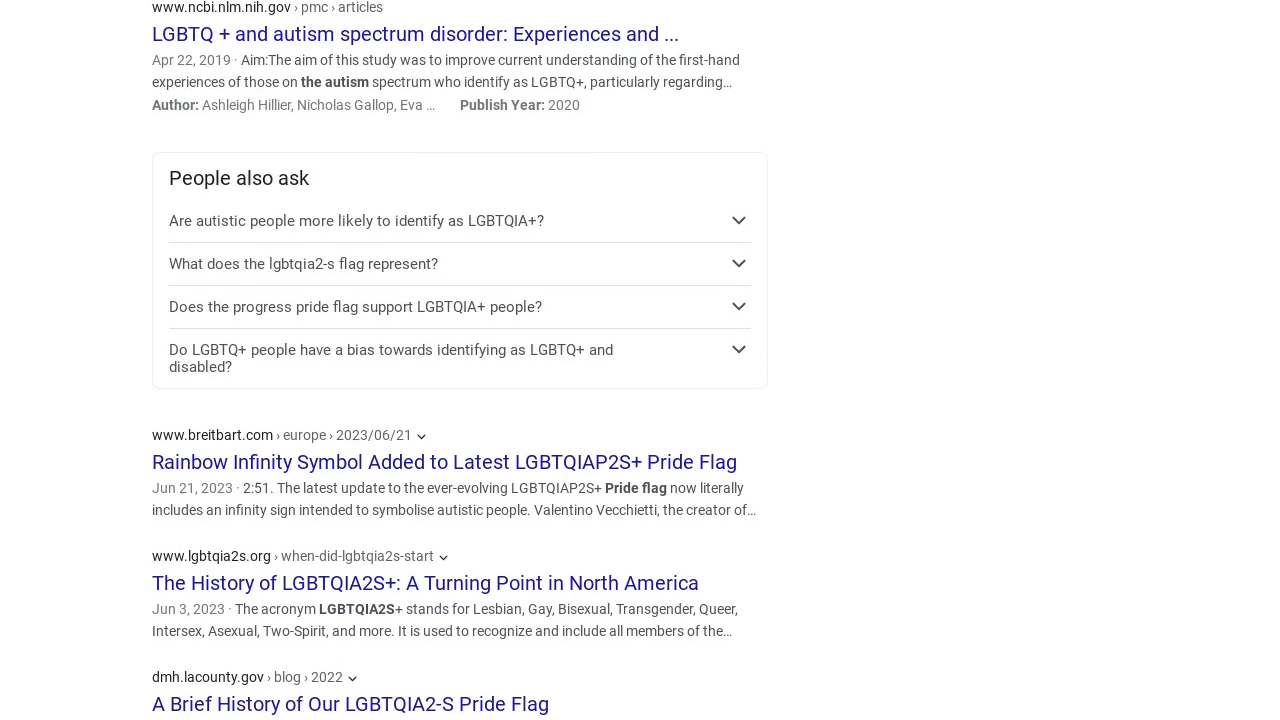 www.ncbi.nlm.nih.gov › pmc › articles
LGBTQ + and autism spectrum disorder: Experiences and ...
Apr 22, 2019 · Aim:The aim of this study was to improve current understanding of the first-hand
experiences of those on the autism spectrum who identify as LGBTQ+, particularly regarding…
Author: Ashleigh Hillier, Nicholas Gallop, Eva … Publish Year: 2020
People also ask
Are autistic people more likely to identify as LGBTQIA+?
What does the lgbtqia2-s flag represent?
Does the progress pride flag support LGBTQIA+ people?
Do LGBTQ+ people have a bias towards identifying as LGBTQ+ and
disabled?
www.breitbart.com › europe › 2023/06/21
Rainbow Infinity Symbol Added to Latest LGBTQIAP2S+ Pride Flag
Jun 21, 2023 · 2:51. The latest update to the ever-evolving LGBTQIAP2S+ Pride flag now literally
includes an infinity sign intended to symbolise autistic people. Valentino Vecchietti, the creator of…
www.lgbtqia2s.org › when-did-lgbtqia2s-start
The History of LGBTQIA2S+: A Turning Point in North America
Jun 3, 2023 · The acronym LGBTQIA2S+ stands for Lesbian, Gay, Bisexual, Transgender, Queer,
Intersex, Asexual, Two-Spirit, and more. It is used to recognize and include all members of the…
dmh.lacounty.gov › blog › 2022
A Brief History of Our LGBTQIA2-S Pride Flag